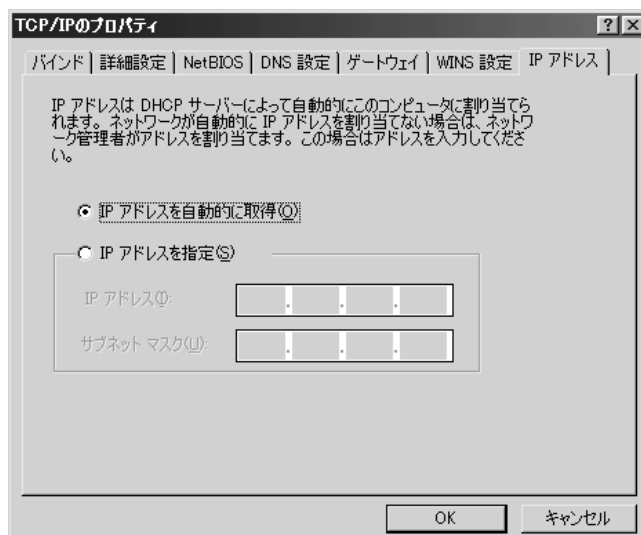 TCP/IPのプロパティ
バインド 詳細設定 NetBIOS DNS 設定 ゲートウェイ WINS 設定 IP アドレス
IP アドレスは DHCP サーバーによって自動的にこのコンピュータに割り当てら
れます。ネットワークが自動的に IP アドレスを割り当てない場合は、ネットワ
ーク管理者がアドレスを割り当てます。この場合はアドレスを入力してくださ
い。
IP アドレスを自動的に取得(O)
IP アドレスを指定(S)
IP アドレス(I):
サブネット マスク(U):
OK キャンセル